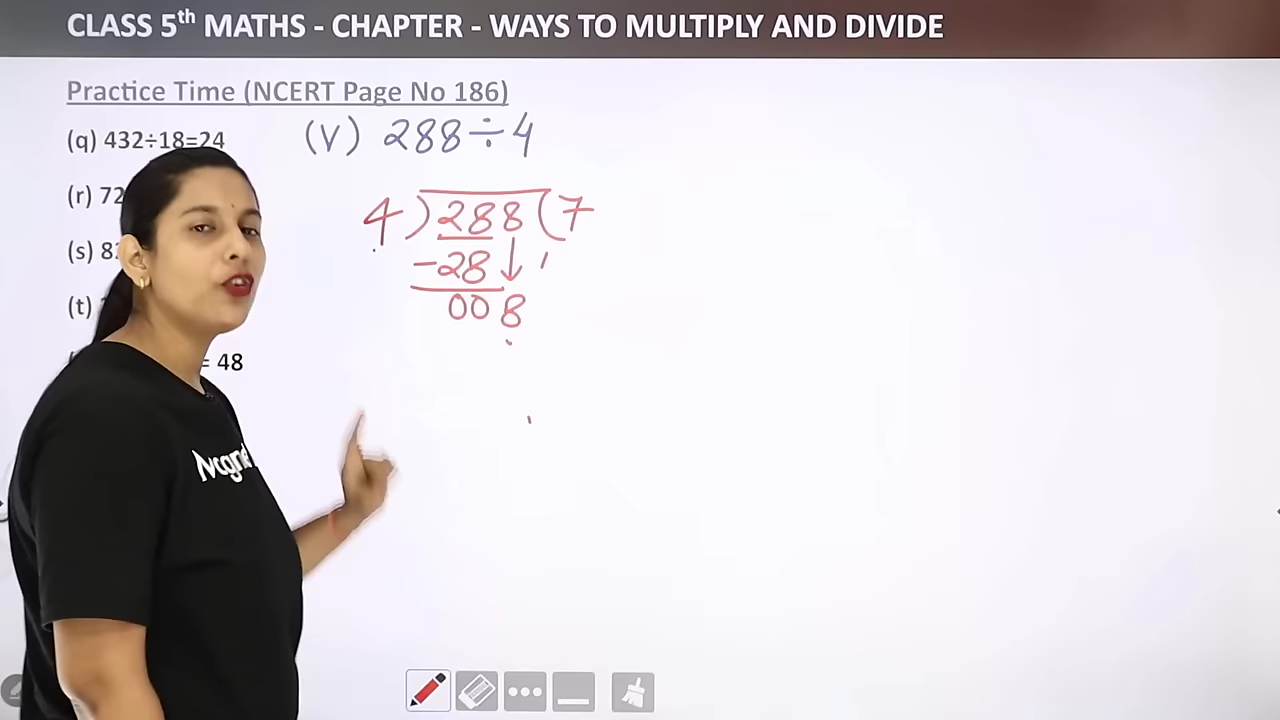 CLASS 5th MATHS - CHAPTER - WAYS TO MULTIPLY AND DIVIDE
Practice Time (NCERT Page No 186)
(q) 432÷18=24
(V) 288÷4
(r) 72
(s) 8
(t)
= 48
4)288(7
-28
008